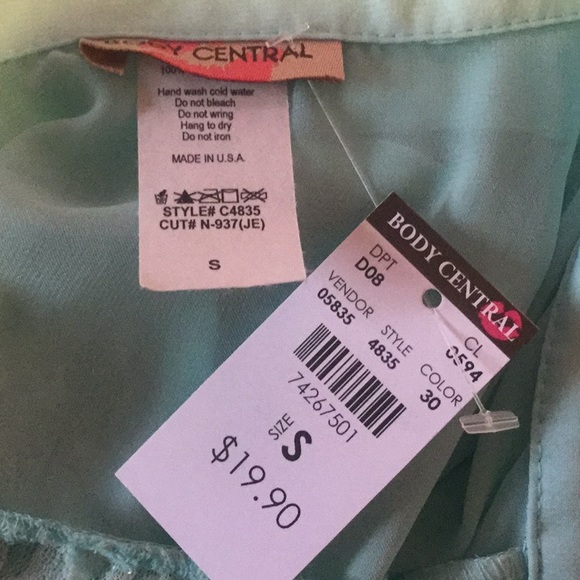 BODY CENTRAL
100%
Hand wash cold water
Do not bleach
Do not wring
Hang to dry
Do not iron
MADE IN U.S.A.
STYLE# C4835
CUT# N-937(JE)
S
BODY CENTRAL
DPT CL
D08 0594
VENDOR STYLE COLOR
05835 4835 30
74267501
SIZE
S
$19.90